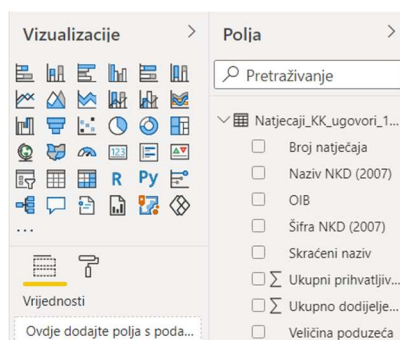 Vizualizacije
R
Py
123
...
Vrijednosti
Ovdje dodajte polja s poda...
Polja
Pretraživanje
Natjecaji_KK_ugovori_1...
Broj natječaja
Naziv NKD (2007)
OIB
Šifra NKD (2007)
Skraćeni naziv
∑ Ukupni prihvatljiv...
∑ Ukupno dodijelje...
Veličina poduzeća